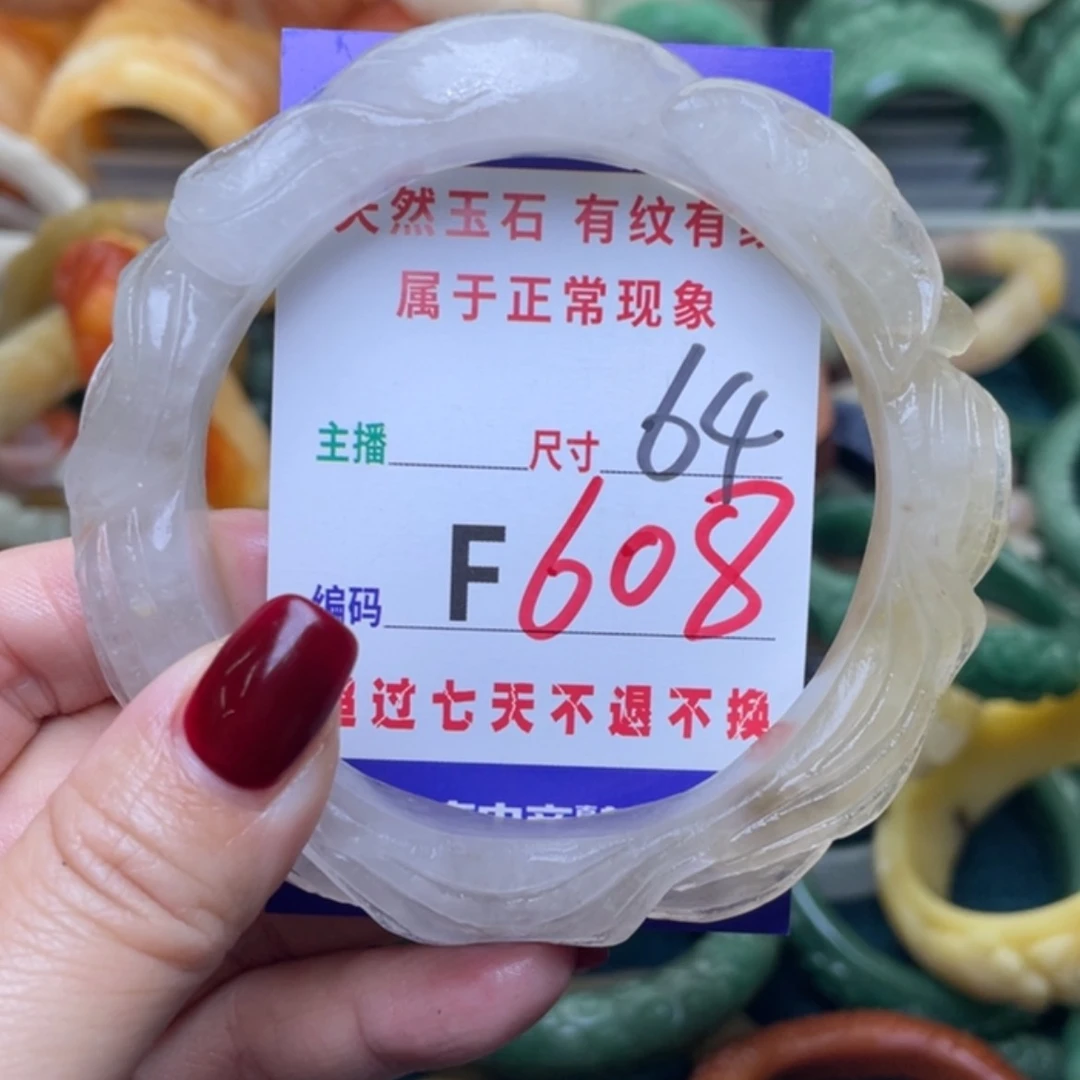 天然玉石 有纹有
属于正常现象
主播 尺寸 64
编码 F608
过七天不退不换